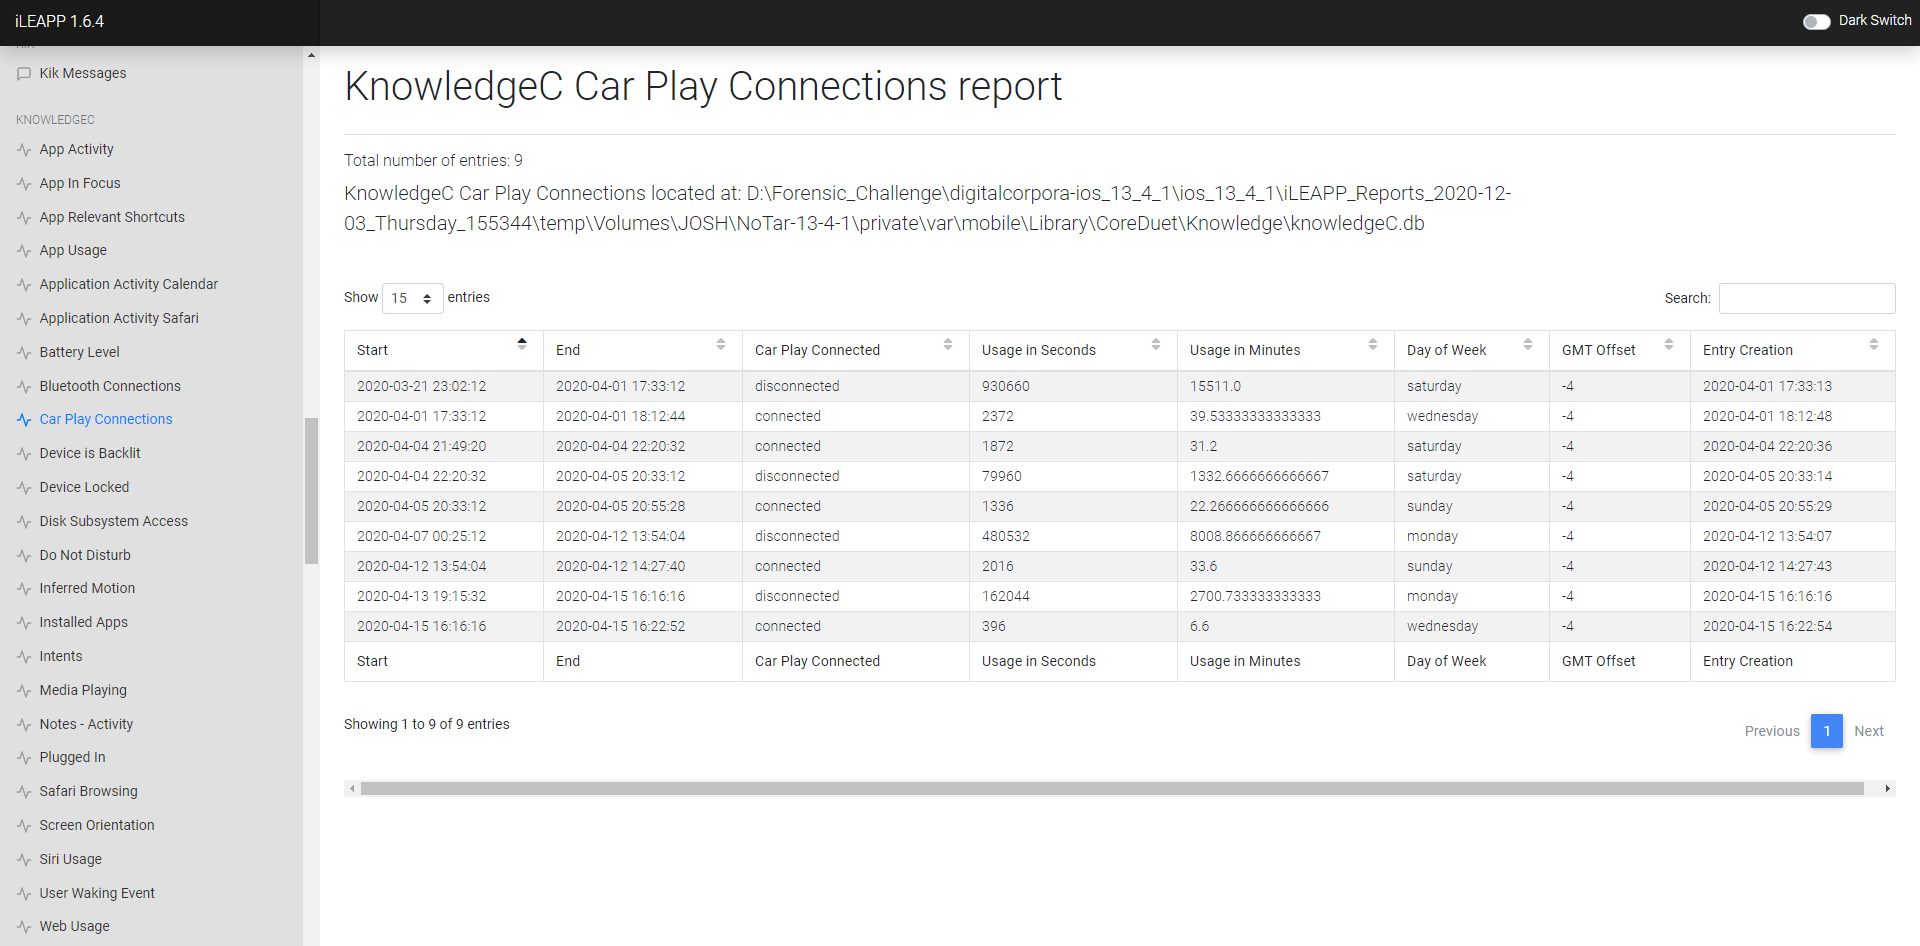 iLEAPP 1.6.4
Dark Switch
Kik Messages
KNOWLEDGEC
App Activity
App In Focus
App Relevant Shortcuts
App Usage
Application Activity Calendar
Application Activity Safari
Battery Level
Bluetooth Connections
Car Play Connections
Device is Backlit
Device Locked
Disk Subsystem Access
Do Not Disturb
Inferred Motion
Installed Apps
Intents
Media Playing
Notes - Activity
Plugged In
Safari Browsing
Screen Orientation
Siri Usage
User Waking Event
Web Usage
KnowledgeC Car Play Connections report
Total number of entries: 9
KnowledgeC Car Play Connections located at: D:\Forensic_Challenge\digitalcorpora-ios_13_4_1\ios_13_4_1\iLEAPP_Reports_2020-12-
03_Thursday_155344\temp\Volumes\JOSH\NoTar-13-4-1\private\var\mobile\Library\CoreDuet\Knowledge\knowledgeC.db
Show 15 entries
Search:
Start End Car Play Connected Usage in Seconds Usage in Minutes Day of Week GMT Offset Entry Creation
2020-03-21 23:02:12 2020-04-01 17:33:12 disconnected 930660 15511.0 saturday -4 2020-04-01 17:33:13
2020-04-01 17:33:12 2020-04-01 18:12:44 connected 2372 39.53333333333333 wednesday -4 2020-04-01 18:12:48
2020-04-04 21:49:20 2020-04-04 22:20:32 connected 1872 31.2 saturday -4 2020-04-04 22:20:36
2020-04-04 22:20:32 2020-04-05 20:33:12 disconnected 79960 1332.6666666666667 saturday -4 2020-04-05 20:33:14
2020-04-05 20:33:12 2020-04-05 20:55:28 connected 1336 22.266666666666666 sunday -4 2020-04-05 20:55:29
2020-04-07 00:25:12 2020-04-12 13:54:04 disconnected 480532 8008.866666666667 monday -4 2020-04-12 13:54:07
2020-04-12 13:54:04 2020-04-12 14:27:40 connected 2016 33.6 sunday -4 2020-04-12 14:27:43
2020-04-13 19:15:32 2020-04-15 16:16:16 disconnected 162044 2700.733333333333 monday -4 2020-04-15 16:16:16
2020-04-15 16:16:16 2020-04-15 16:22:52 connected 396 6.6 wednesday -4 2020-04-15 16:22:54
Start End Car Play Connected Usage in Seconds Usage in Minutes Day of Week GMT Offset Entry Creation
Showing 1 to 9 of 9 entries
Previous 1 Next